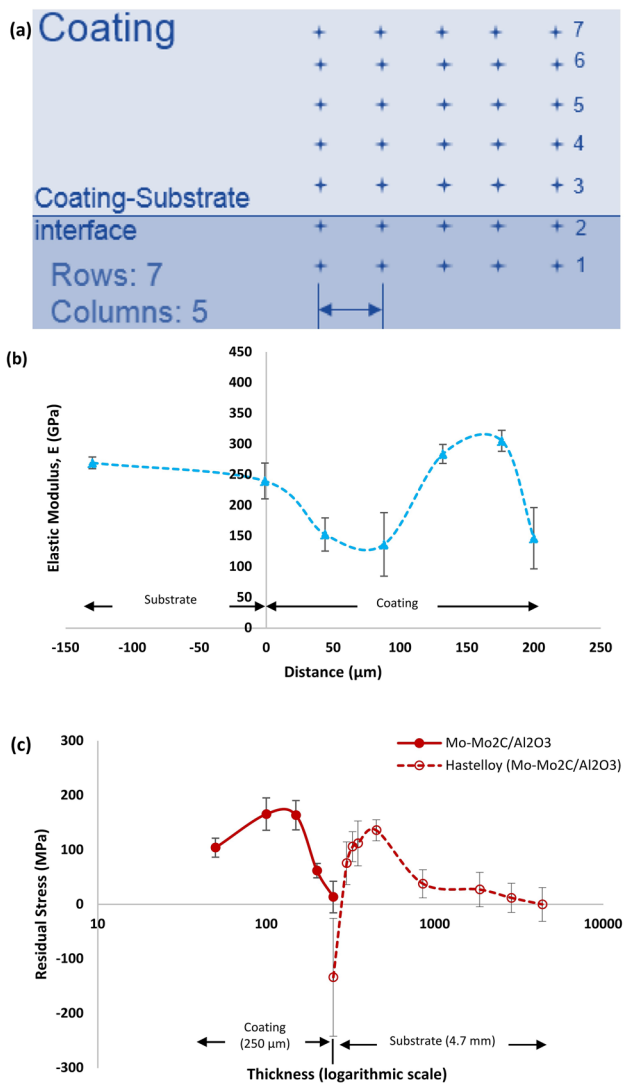 (a)
Coating
7
6
5
4
3
Coating-Substrate
interface
2
1
Rows: 7
Columns: 5
(b)
Elastic Modulus, E (GPa)
450
400
350
300
250
200
150
100
50
0
Substrate
Coating
-150
-100
-50
0
50
100
150
200
250
Distance (µm)
(c)
Residual Stress (MPa)
300
200
100
0
-100
-200
-300
Mo-Mo2C/Al2O3
Hastelloy (Mo-Mo2C/Al2O3)
10
100
1000
10000
Coating
(250 µm)
Substrate (4.7 mm)
Thickness (logarithmic scale)